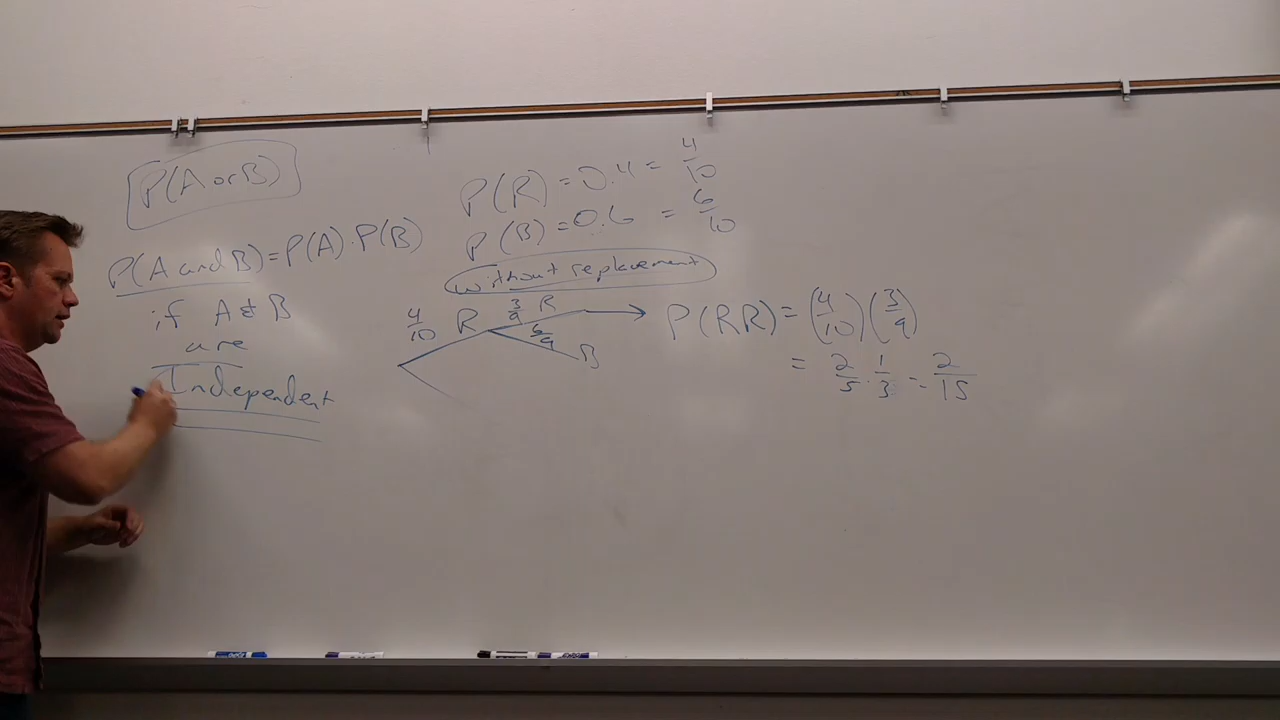 P(A or B)
P(A and B) = P(A) · P(B)
if A & B
are
Independent
P(R) = 0.4 = 4/10
P(B) = 0.6 = 6/10
without replacement
4/10 R 3/9 R
6/9 B
P(RR) = (4/10)(3/9)
= 2/5 · 1/3 = 2/15